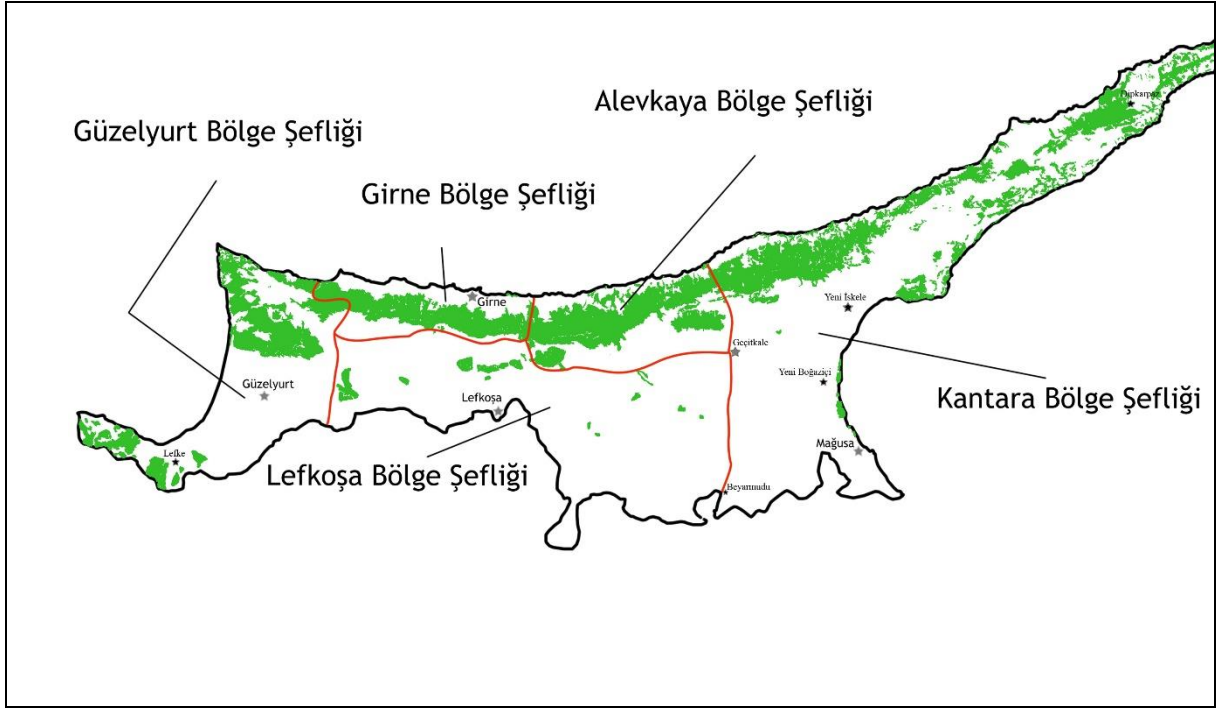 Dipkarpaz
Alevkaya Bölge Şefliği
Güzelyurt Bölge Şefliği
Girne Bölge Şefliği
Girne
Yeni İskele
Geçitkale
Yeni Boğaziçi
Güzelyurt
Lefkoşa
Kantara Bölge Şefliği
Mağusa
Lefke
Lefkoşa Bölge Şefliği
Beyarmudu